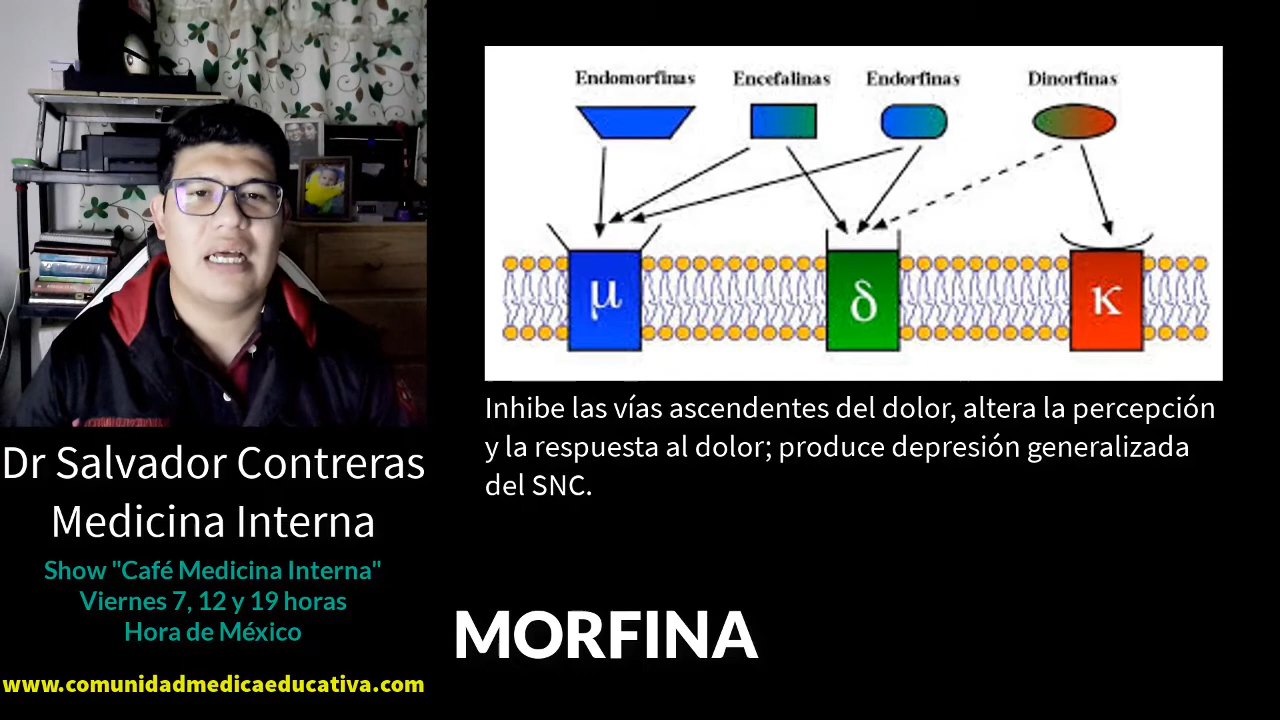 Endomorfinas Encefalinas Endorfinas Dinorfinas
μ δ κ
Inhibe las vías ascendentes del dolor, altera la percepción
y la respuesta al dolor; produce depresión generalizada
del SNC.
Dr Salvador Contreras
Medicina Interna
Show "Café Medicina Interna"
Viernes 7, 12 y 19 horas
Hora de México
www.comunidadmedicaeducativa.com
MORFINA